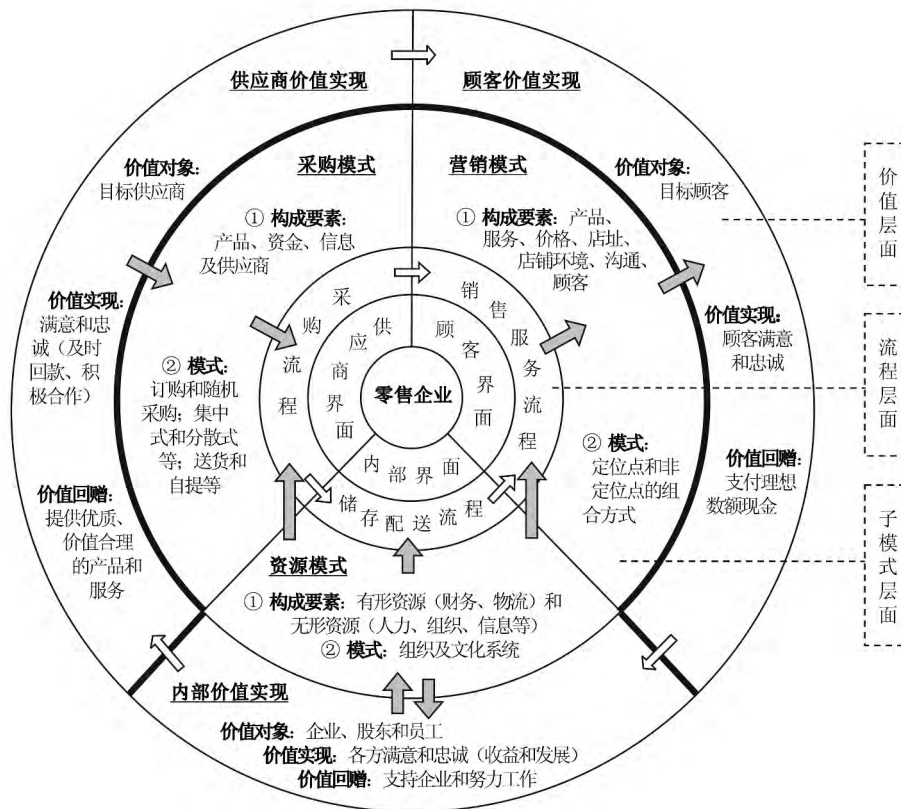 供应商价值实现
顾客价值实现
价值对象:
目标供应商
采购模式
① 构成要素:
产品、资金、信息
及供应商
营销模式
① 构成要素: 产品、
服务、价格、店址、
店铺环境、沟通、
顾客
价值对象:
目标顾客
价值实现:
满意和忠
诚（及时
回款、积
极合作）
② 模式:
订购和随机
采购; 集中
式和分散式
等; 送货和
自提等
采购流程
供应商界面
零售企业
顾客界面
销售服务流程
内部界面
储存配送流程
价值实现:
顾客满意
和忠诚
② 模式:
定位点和非
定位点的组
合方式
价值回赠:
支付理想
数额现金
价值回赠:
提供优质、
价值合理
的产品和
服务
资源模式
① 构成要素: 有形资源（财务、物流）和
无形资源（人力、组织、信息等）
② 模式: 组织及文化系统
内部价值实现
价值对象: 企业、股东和员工
价值实现: 各方满意和忠诚（收益和发展）
价值回赠: 支持企业和努力工作
价值层面
流程层面
子模式层面